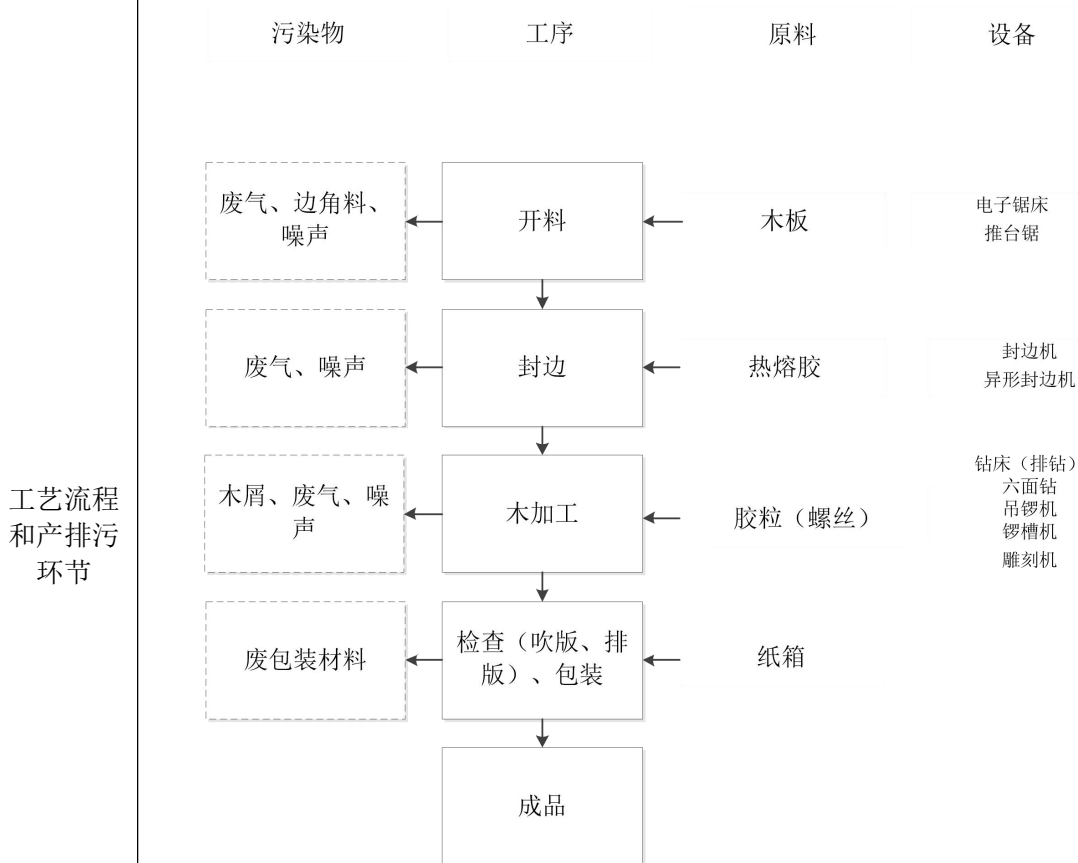 污染物
工序
原料
设备
废气、边角料、
噪声
开料
木板
电子锯床
推台锯
废气、噪声
封边
热熔胶
封边机
异形封边机
工艺流程
和产排污
环节
木屑、废气、噪
声
木加工
胶粒（螺丝）
钻床（排钻）
六面钻
吊锣机
锣槽机
雕刻机
废包装材料
检查（吹版、排
版）、包装
纸箱
成品